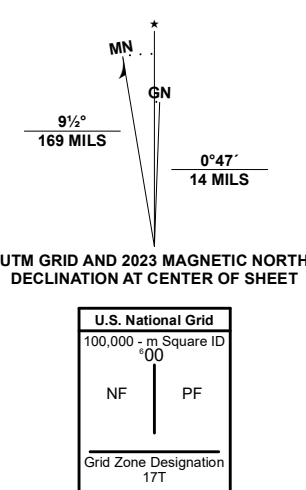 ★
MN
GN
9½°
169 MILS
0°47´
14 MILS
UTM GRID AND 2023 MAGNETIC NORTH
DECLINATION AT CENTER OF SHEET
U.S. National Grid
100,000 - m Square ID
⁶00
NF PF
Grid Zone Designation
17T